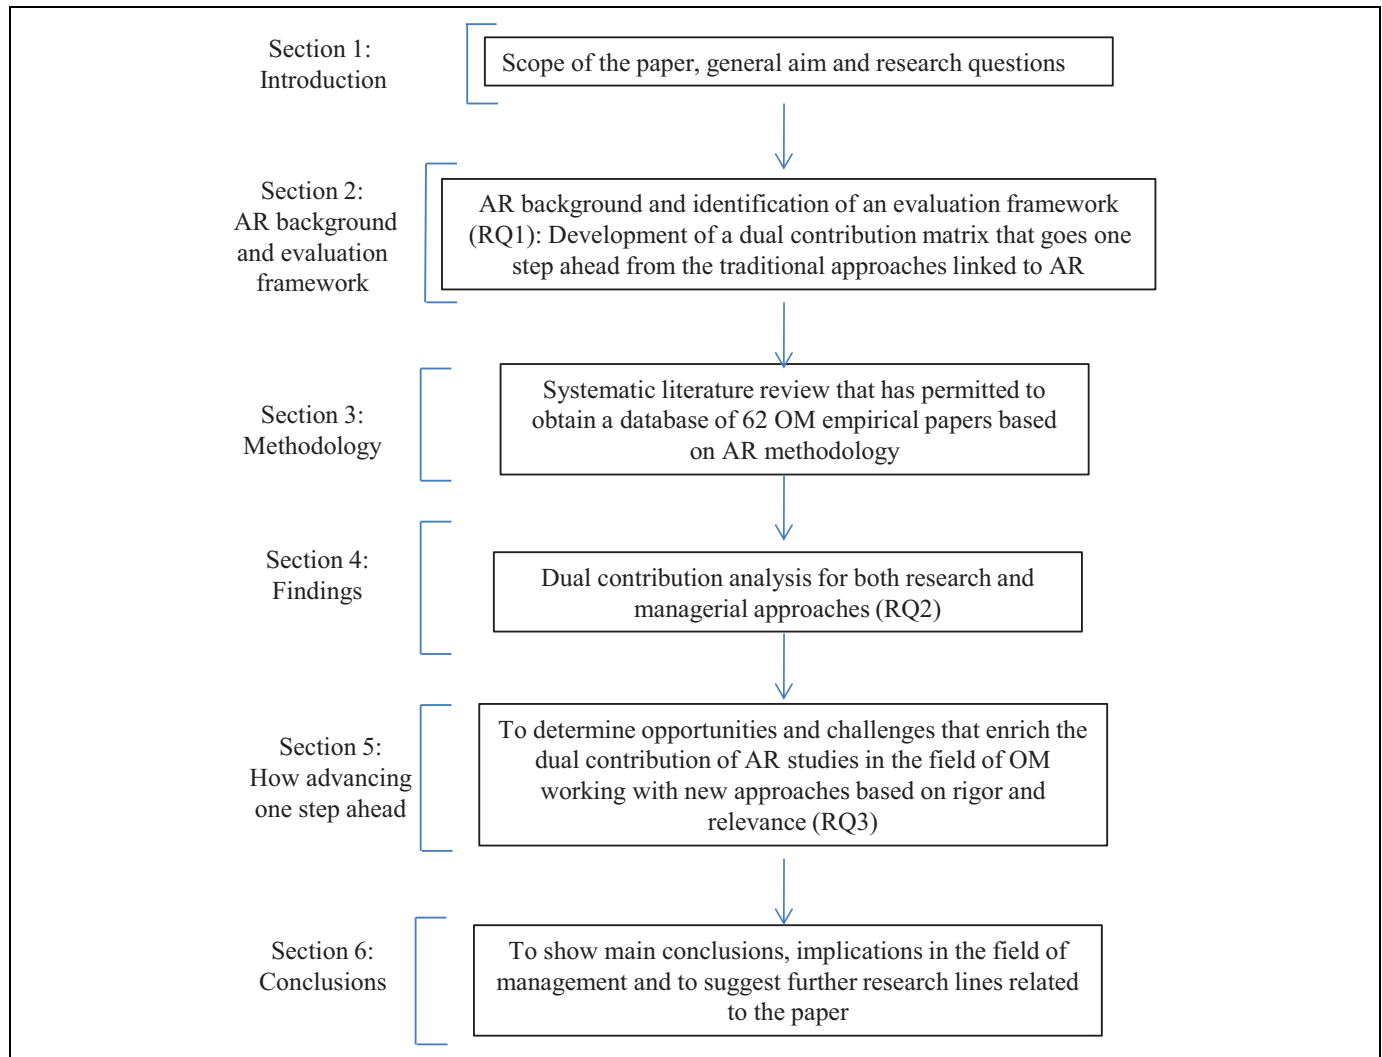 Section 1:
Introduction
Scope of the paper, general aim and research questions
Section 2:
AR background
and evaluation
framework
AR background and identification of an evaluation framework
(RQ1): Development of a dual contribution matrix that goes one
step ahead from the traditional approaches linked to AR
Section 3:
Methodology
Systematic literature review that has permitted to
obtain a database of 62 OM empirical papers based
on AR methodology
Section 4:
Findings
Dual contribution analysis for both research and
managerial approaches (RQ2)
Section 5:
How advancing
one step ahead
To determine opportunities and challenges that enrich the
dual contribution of AR studies in the field of OM
working with new approaches based on rigor and
relevance (RQ3)
Section 6:
Conclusions
To show main conclusions, implications in the field of
management and to suggest further research lines related
to the paper